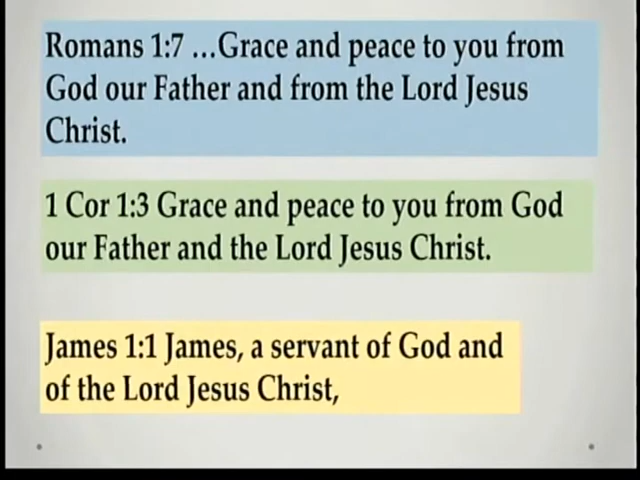 Romans 1:7 ...Grace and peace to you from
God our Father and from the Lord Jesus
Christ.
1 Cor 1:3 Grace and peace to you from God
our Father and the Lord Jesus Christ.
James 1:1 James, a servant of God and
of the Lord Jesus Christ,